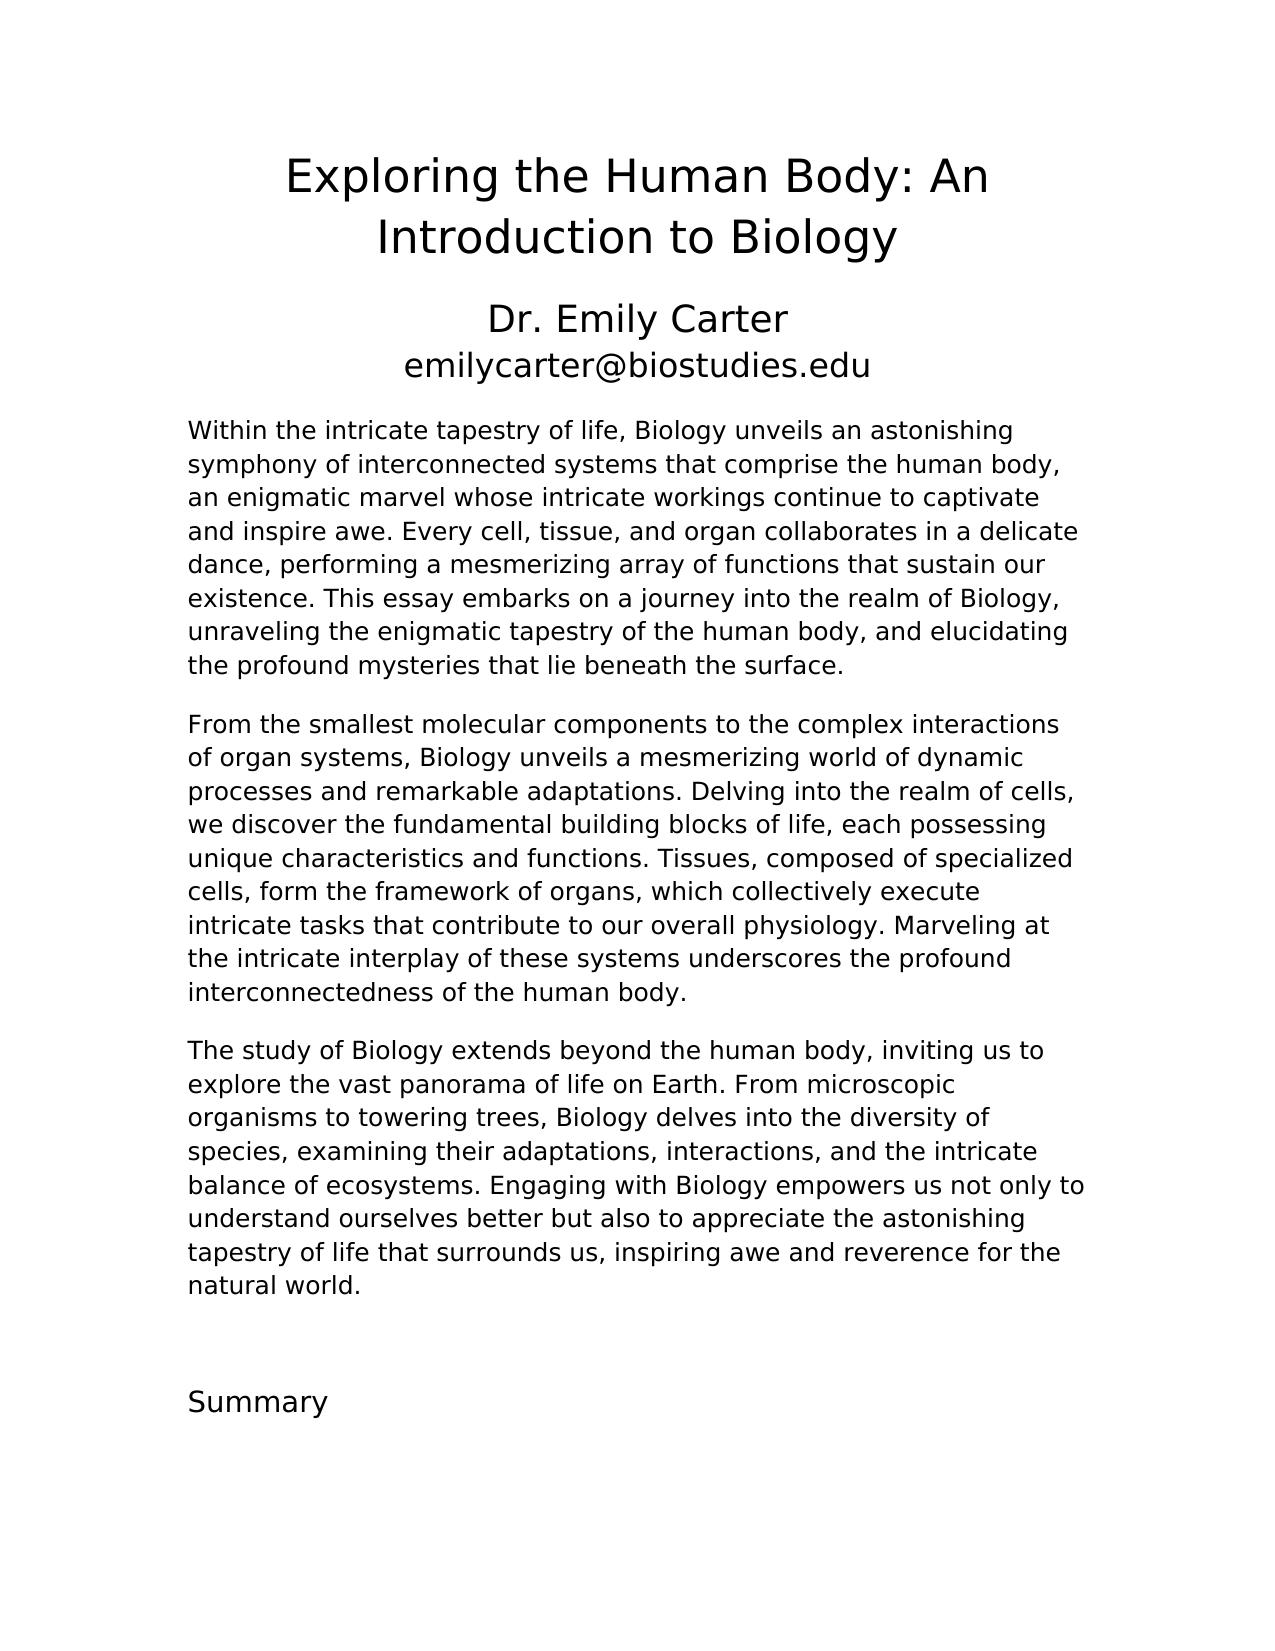 Exploring the Human Body: An
Introduction to Biology
Dr. Emily Carter
emilycarter@biostudies.edu
Within the intricate tapestry of life, Biology unveils an astonishing
symphony of interconnected systems that comprise the human body,
an enigmatic marvel whose intricate workings continue to captivate
and inspire awe. Every cell, tissue, and organ collaborates in a delicate
dance, performing a mesmerizing array of functions that sustain our
existence. This essay embarks on a journey into the realm of Biology,
unraveling the enigmatic tapestry of the human body, and elucidating
the profound mysteries that lie beneath the surface.
From the smallest molecular components to the complex interactions
of organ systems, Biology unveils a mesmerizing world of dynamic
processes and remarkable adaptations. Delving into the realm of cells,
we discover the fundamental building blocks of life, each possessing
unique characteristics and functions. Tissues, composed of specialized
cells, form the framework of organs, which collectively execute
intricate tasks that contribute to our overall physiology. Marveling at
the intricate interplay of these systems underscores the profound
interconnectedness of the human body.
The study of Biology extends beyond the human body, inviting us to
explore the vast panorama of life on Earth. From microscopic
organisms to towering trees, Biology delves into the diversity of
species, examining their adaptations, interactions, and the intricate
balance of ecosystems. Engaging with Biology empowers us not only to
understand ourselves better but also to appreciate the astonishing
tapestry of life that surrounds us, inspiring awe and reverence for the
natural world.
Summary